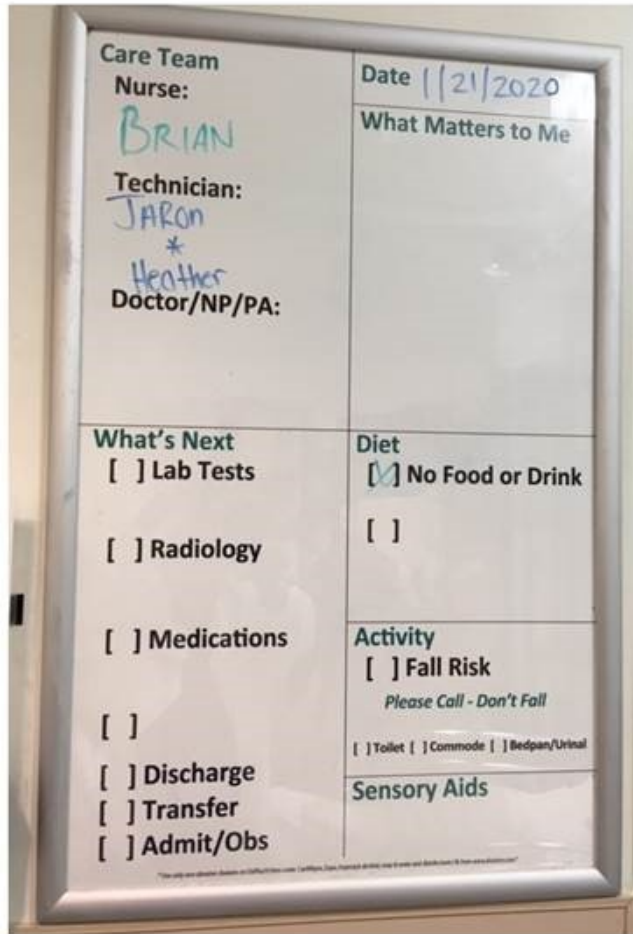 Care Team
Nurse:
BRIAN
Technician:
JARon
*
Heather
Doctor/NP/PA:
Date 1/21/2020
What Matters to Me
What's Next
[ ] Lab Tests
[ ] Radiology
[ ] Medications
[ ]
[ ] Discharge
[ ] Transfer
[ ] Admit/Obs
Diet
[X] No Food or Drink
[ ]
Activity
[ ] Fall Risk
Please Call - Don't Fall
[ ] Toilet [ ] Commode [ ] Bedpan/Urinal
Sensory Aids